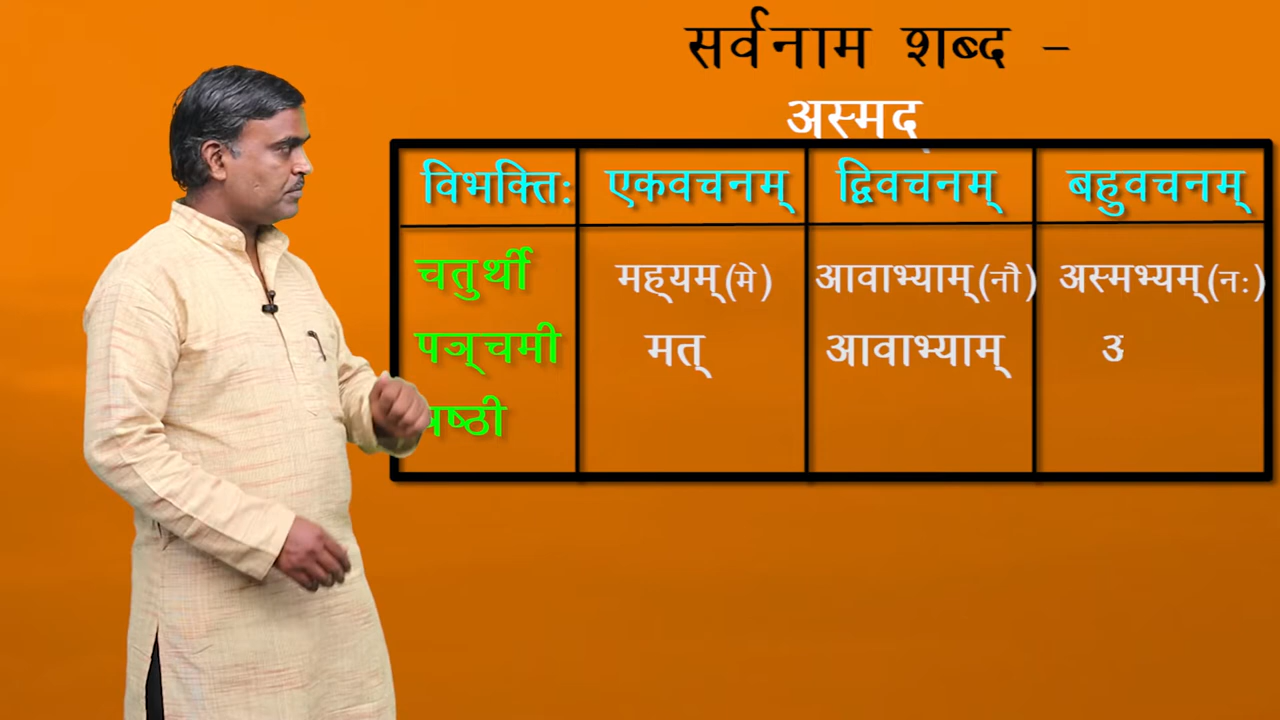 सर्वनाम शब्द -
अस्मद्
विभक्तिः एकवचनम् द्विवचनम् बहुवचनम्
चतुर्थी मह्यम्(मे) आवाभ्याम्(नौ) अस्मभ्यम्(नः)
पञ्चमी मत् आवाभ्याम्
षष्ठी